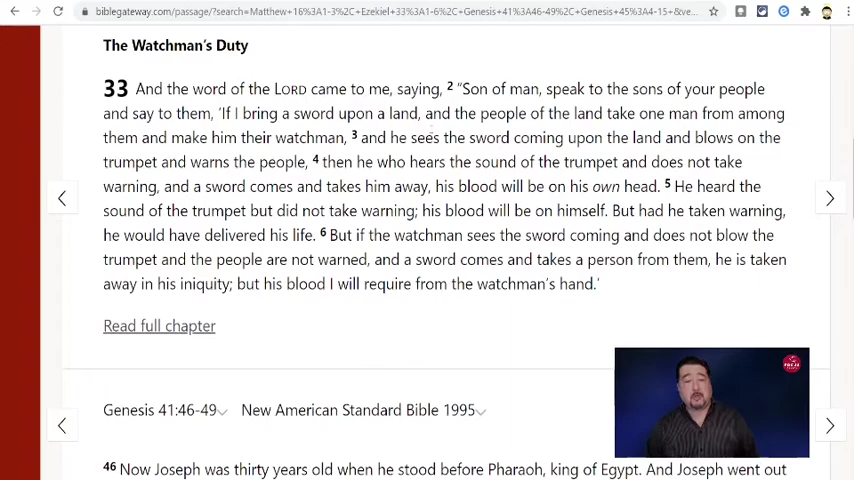 biblegateway.com/passage/?search=Matthew+16%3A1-3%2C+Ezekiel+33%3A1-6%2C+Genesis+41%3A46-49%2C+Genesis+45%3A4-15+&ve...
The Watchman's Duty
33 And the word of the LORD came to me, saying, 2 "Son of man, speak to the sons of your people
and say to them, 'If I bring a sword upon a land, and the people of the land take one man from among
them and make him their watchman, 3 and he sees the sword coming upon the land and blows on the
trumpet and warns the people, 4 then he who hears the sound of the trumpet and does not take
warning, and a sword comes and takes him away, his blood will be on his own head. 5 He heard the
sound of the trumpet but did not take warning; his blood will be on himself. But had he taken warning,
he would have delivered his life. 6 But if the watchman sees the sword coming and does not blow the
trumpet and the people are not warned, and a sword comes and takes a person from them, he is taken
away in his iniquity; but his blood I will require from the watchman's hand.'
Read full chapter
Genesis 41:46-49 New American Standard Bible 1995
46 Now Joseph was thirty years old when he stood before Pharaoh, king of Egypt. And Joseph went out